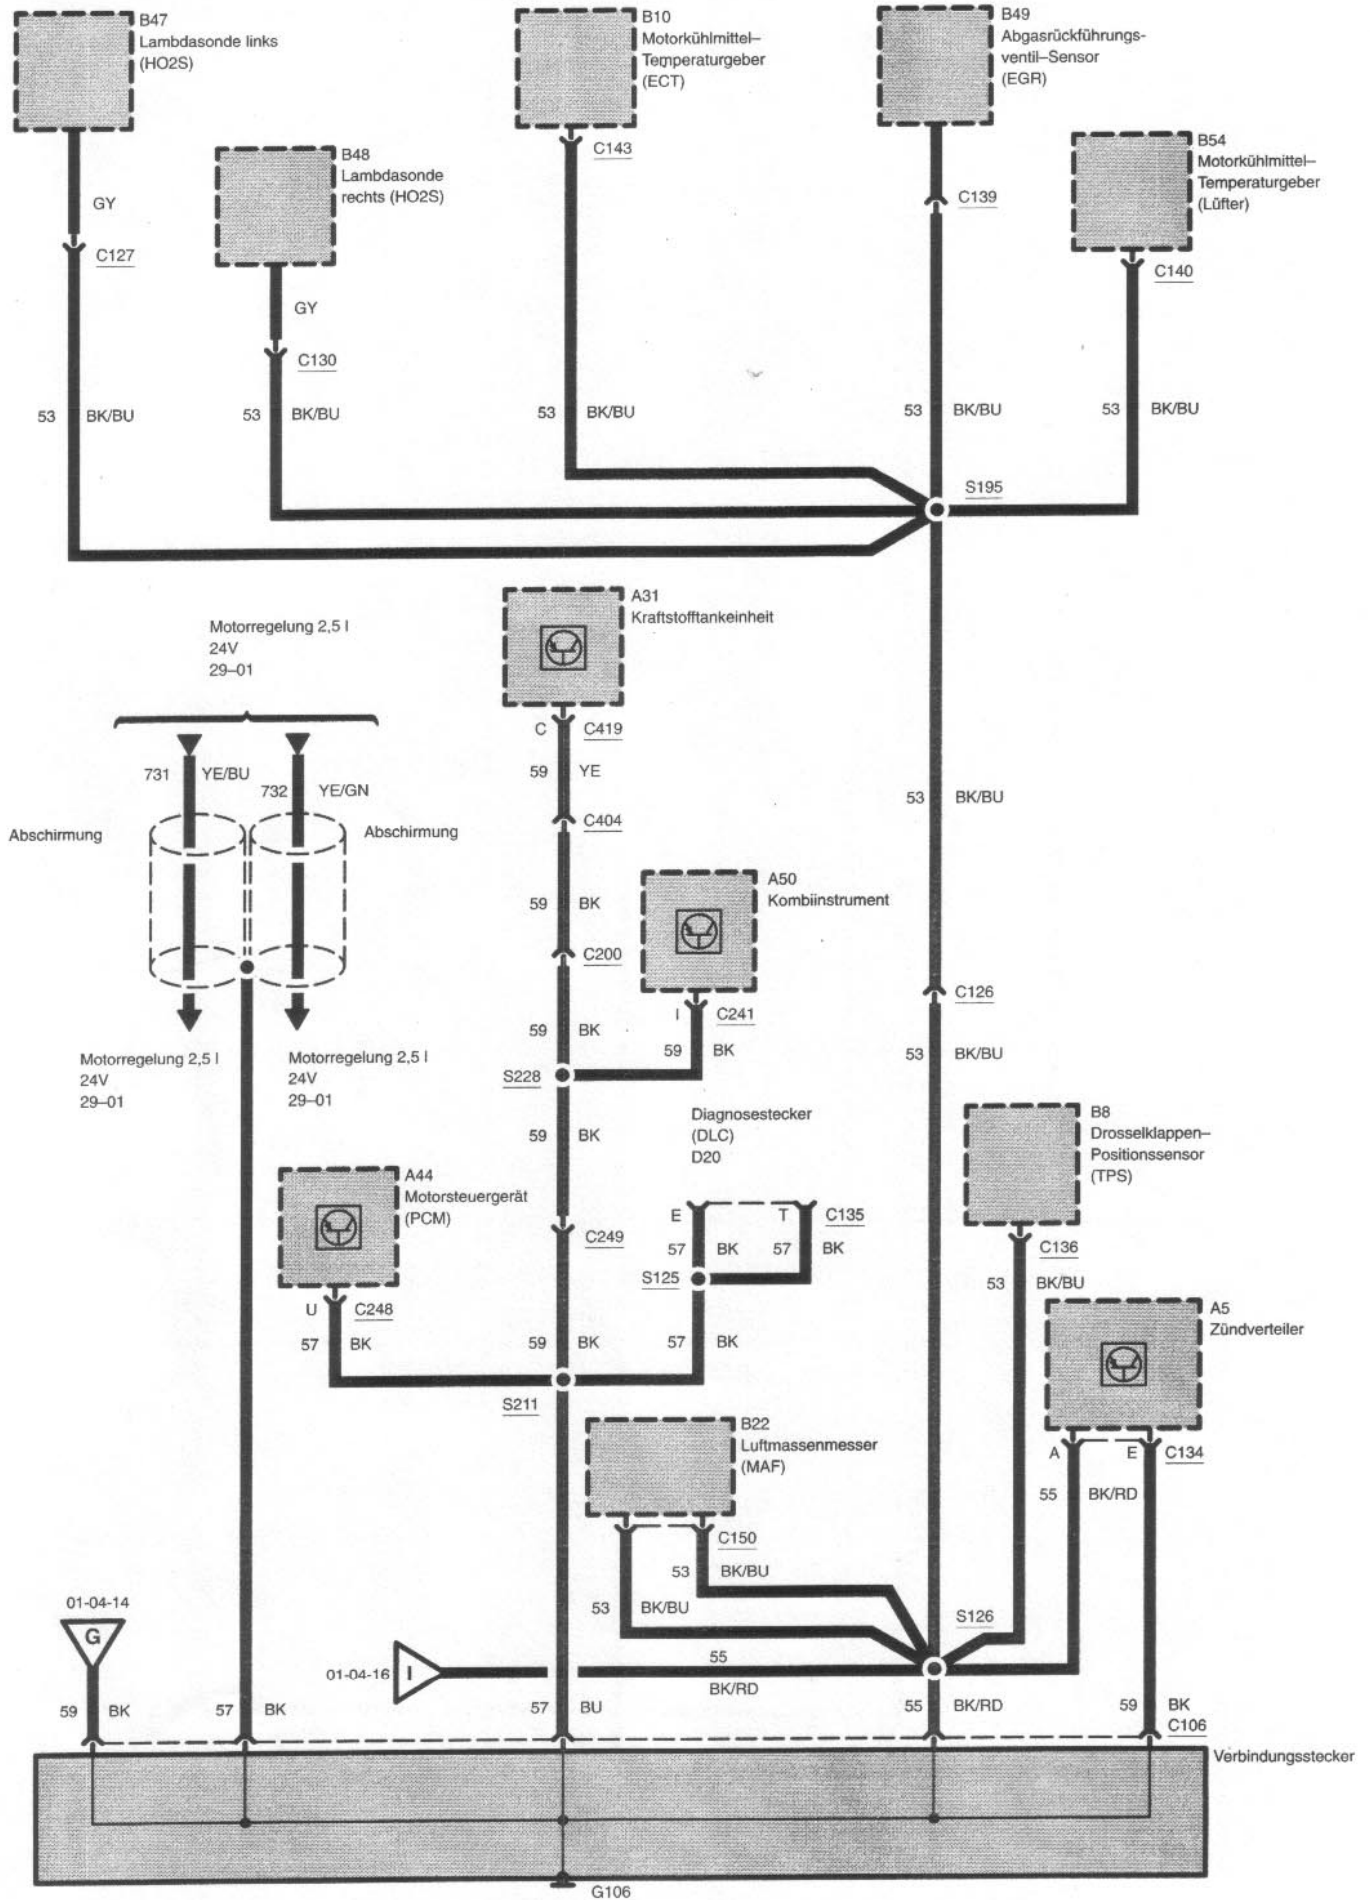 B47
Lambdasonde links
(HO2S)
B10
Motorkühlmittel–
Temperaturgeber
(ECT)
B49
Abgasrückführungs-
ventil–Sensor
(EGR)
B48
Lambdasonde
rechts (HO2S)
C143
B54
Motorkühlmittel–
Temperaturgeber
(Lüfter)
GY
C139
C127
C140
GY
C130
53 BK/BU
53 BK/BU
53 BK/BU
53 BK/BU
53 BK/BU
S195
A31
Kraftstofftankeinheit
Motorregelung 2,5 l
24V
29–01
C C419
731 YE/BU
732 YE/GN
59 YE
53 BK/BU
Abschirmung
Abschirmung
C404
A50
Kombiinstrument
59 BK
C200
C126
I C241
59 BK
59 BK
53 BK/BU
Motorregelung 2,5 l
24V
29–01
Motorregelung 2,5 l
24V
29–01
S228
Diagnosestecker
(DLC)
D20
B8
Drosselklappen–
Positionssensor
(TPS)
59 BK
A44
Motorsteuergerät
(PCM)
E T C135
C249
57 BK
57 BK
C136
S125
53 BK/BU
U C248
A5
Zündverteiler
57 BK
59 BK
57 BK
S211
B22
Luftmassenmesser
(MAF)
A E C134
55 BK/RD
C150
53 BK/BU
53 BK/BU
01-04-14
G
S126
01-04-16
I
55
BK/RD
59 BK
57 BK
57 BU
55 BK/RD
59 BK
C106
Verbindungsstecker
G106